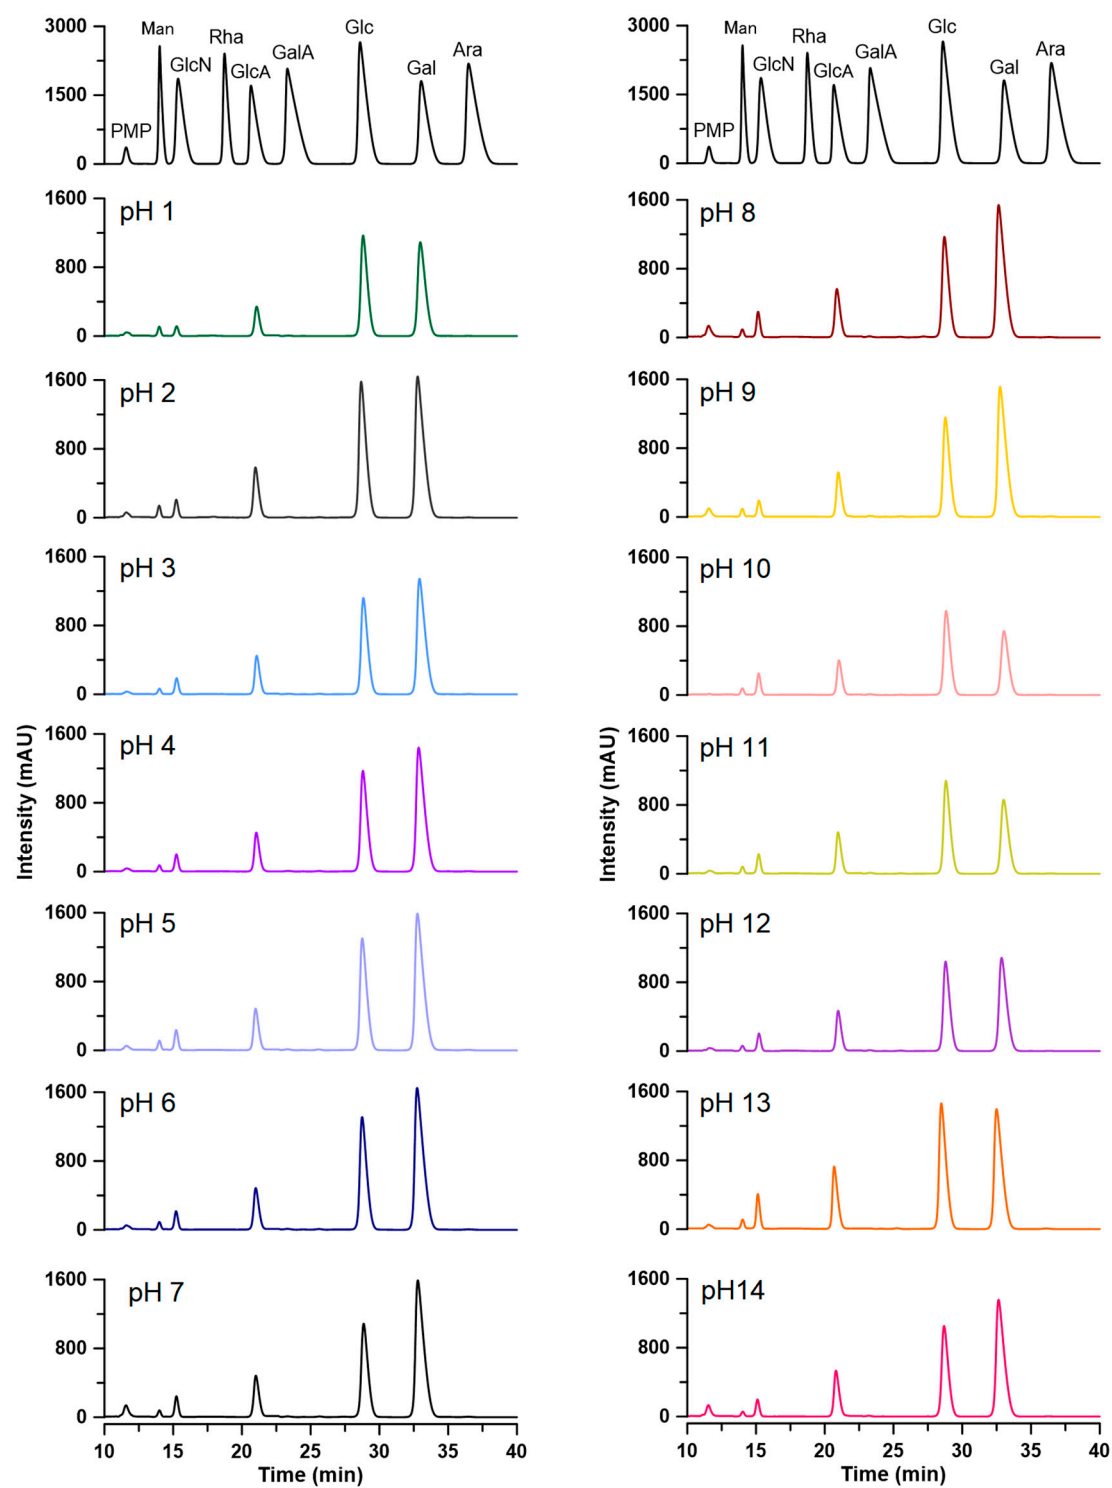 3000
1500
0
PMP
Man
GlcN
Rha
GlcA
GalA
Glc
Gal
Ara
1600
800
0
pH 1
1600
800
0
pH 2
1600
800
0
pH 3
1600
800
0
pH 4
1600
800
0
pH 5
1600
800
0
pH 6
1600
800
0
pH 7
10 15 20 25 30 35 40
Time (min)
Intensity (mAU)
3000
1500
0
PMP
Man
GlcN
Rha
GlcA
GalA
Glc
Gal
Ara
1600
800
0
pH 8
1600
800
0
pH 9
1600
800
0
pH 10
1600
800
0
pH 11
1600
800
0
pH 12
1600
800
0
pH 13
1600
800
0
pH14
10 15 20 25 30 35 40
Time (min)
Intensity (mAU)